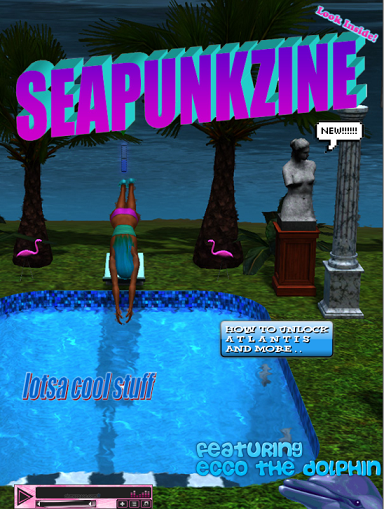 Look Inside!
SEAPUNKZINE
NEW!!!!!!
HOW TO UNLOCK
ATLANTIS
AND MORE..
lotsa cool stuff
featuring
ecco the dolphin